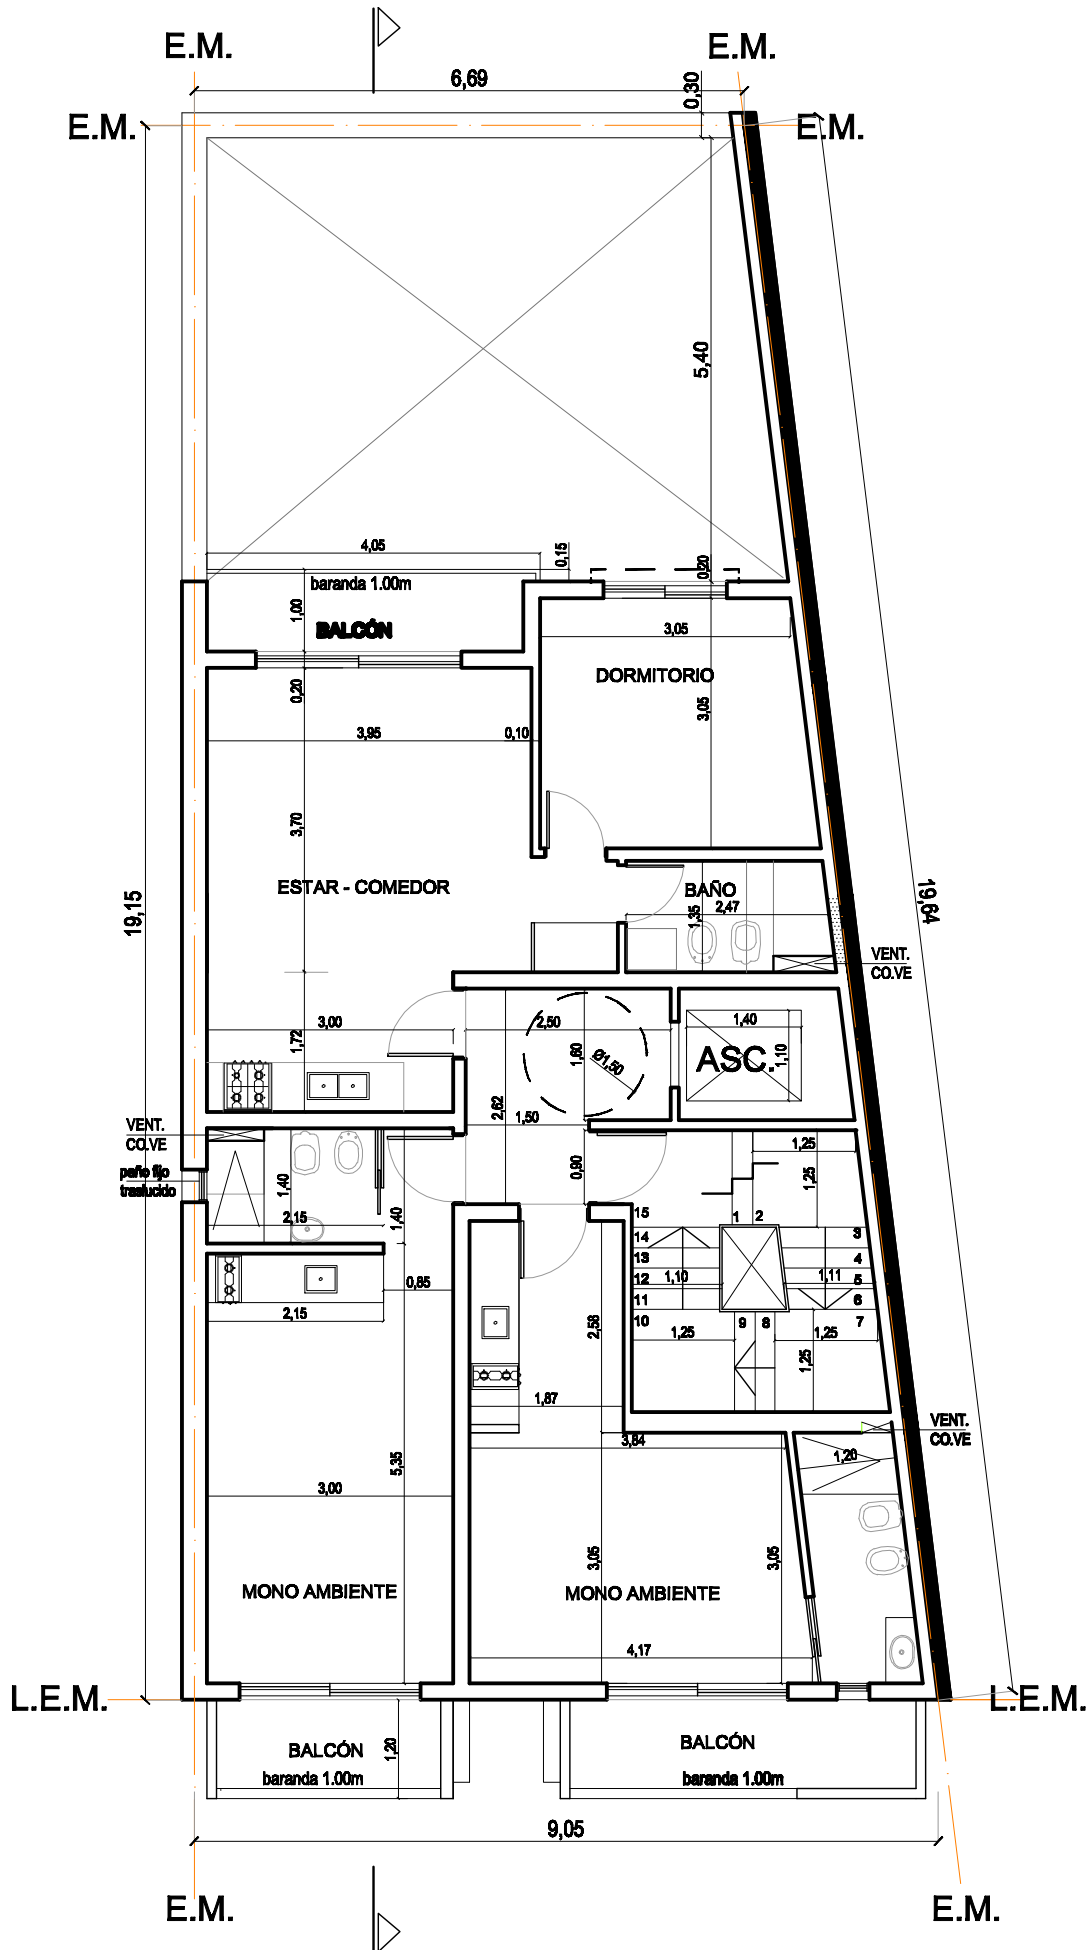 E.M.
E.M.
6,69
0,30
E.M.
E.M.
5,40
4,05
0,15
0,20
baranda 1.00m
1,00
BALCÓN
3,05
DORMITORIO
0,20
3,05
3,95
0,10
3,70
19,15
ESTAR - COMEDOR
BAÑO
1,35
2,47
19,64
VENT.
CO.VE
3,00
1,72
2,50
1,60
Ø1,50
1,40
1,10
ASC.
2,62
1,50
VENT.
CO.VE
paño fijo
traslucido
1,40
2,15
1,40
0,90
1,25
1,25
15
1
2
3
14
4
13
12
1,10
1,11
5
11
6
10
9
8
7
1,25
1,25
1,25
0,85
2,15
2,58
1,87
3,64
VENT.
CO.VE
1,20
5,35
3,00
3,05
3,05
MONO AMBIENTE
MONO AMBIENTE
4,17
L.E.M.
L.E.M.
BALCÓN
1,20
BALCÓN
baranda 1.00m
baranda 1.00m
9,05
E.M.
E.M.